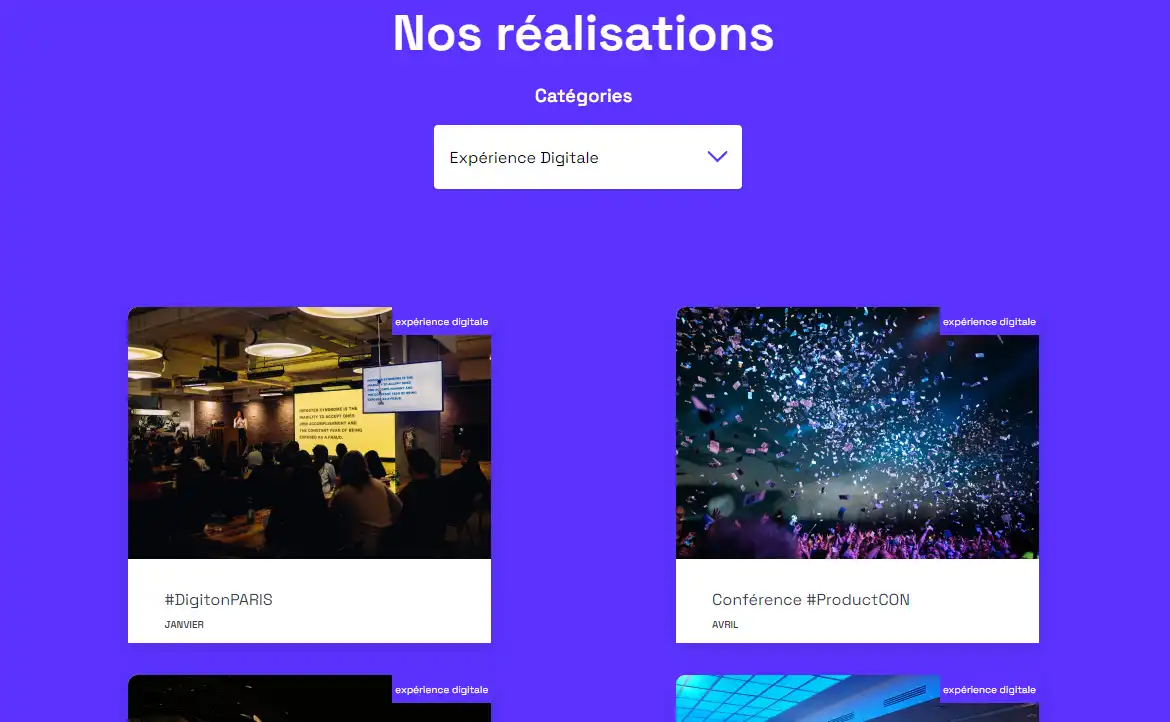 Nos réalisations
Catégories
Expérience Digitale
expérience digitale
expérience digitale
IMPOSTER SYNDROME IS THE
INABILITY TO ACCEPT ONES
OWN ACCOMPLISHMENT AND
THE CONSTANT FEAR OF BEING
EXPOSED AS A FRAUD.
#DigitonPARIS
JANVIER
Conférence #ProductCON
AVRIL
expérience digitale
expérience digitale